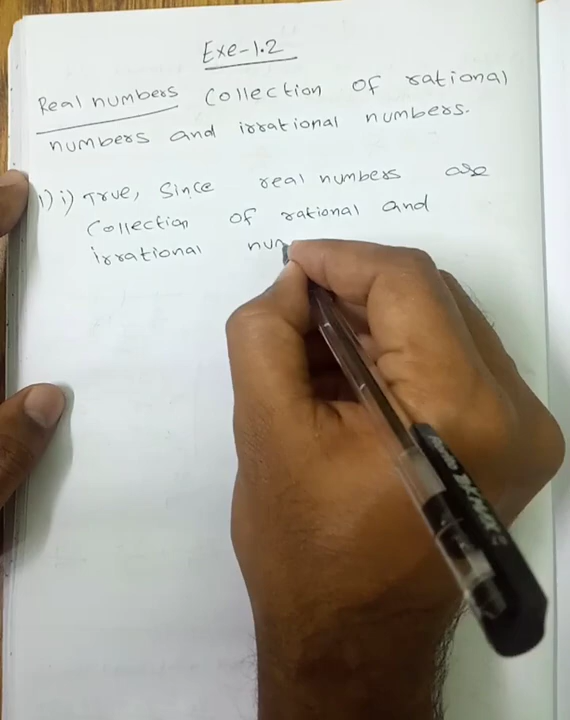 Exe-1.2
Real numbers Collection of rational
numbers and irrational numbers.
1) i) True, Since real numbers are
Collection of rational and
irrational num